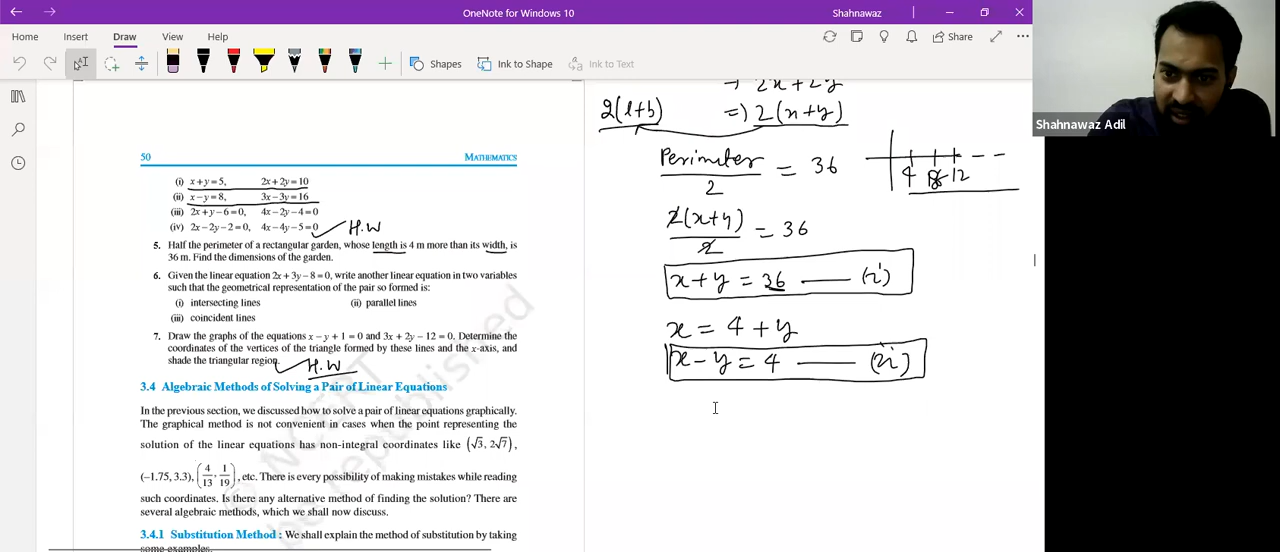 OneNote for Windows 10
Shahnawaz
Home Insert Draw View Help
Share
Shapes Ink to Shape Ink to Text
Shahnawaz Adil
50 MATHEMATICS
(i) x + y = 5, 2x + 2y = 10
(ii) x – y = 8, 3x – 3y = 16
(iii) 2x + y – 6 = 0, 4x – 2y – 4 = 0
(iv) 2x – 2y – 2 = 0, 4x – 4y – 5 = 0
H.W
5. Half the perimeter of a rectangular garden, whose length is 4 m more than its width, is
36 m. Find the dimensions of the garden.
6. Given the linear equation 2x + 3y – 8 = 0, write another linear equation in two variables
such that the geometrical representation of the pair so formed is:
(i) intersecting lines (ii) parallel lines
(iii) coincident lines
7. Draw the graphs of the equations x – y + 1 = 0 and 3x + 2y – 12 = 0. Determine the
coordinates of the vertices of the triangle formed by these lines and the x-axis, and
shade the triangular region.
H.W
3.4 Algebraic Methods of Solving a Pair of Linear Equations
In the previous section, we discussed how to solve a pair of linear equations graphically.
The graphical method is not convenient in cases when the point representing the
solution of the linear equations has non-integral coordinates like (√3, 2√7),
(–1.75, 3.3), (4/13, 1/19), etc. There is every possibility of making mistakes while reading
such coordinates. Is there any alternative method of finding the solution? There are
several algebraic methods, which we shall now discuss.
3.4.1 Substitution Method : We shall explain the method of substitution by taking
some examples.
© NCERT
be republished
→ 2x + 2y
2(l+b) ⇒ 2(x+y)
Perimeter/2 = 36
2(x+y)/2 = 36
x + y = 36 — (i)
x = 4 + y
x – y = 4 — (ii)
4 8 12